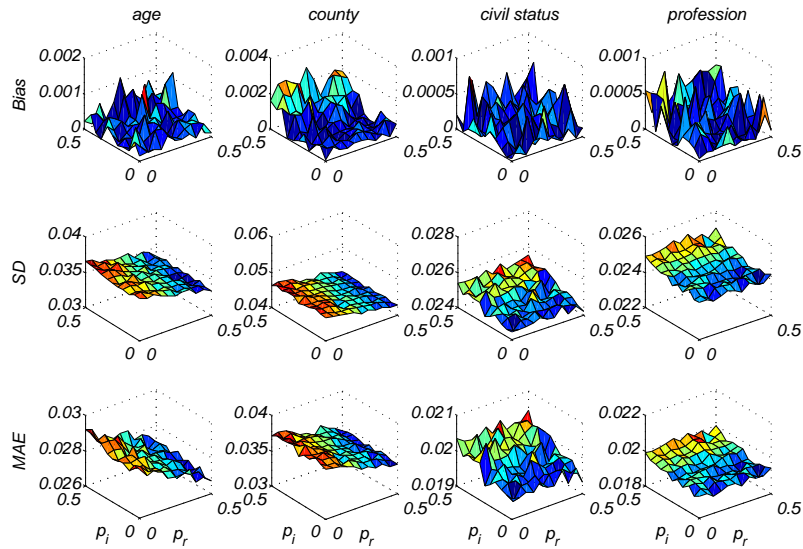 age county civil status profession
0.002 0.004 0.001 0.001
Bias 0.001 0.002 0.0005 0.0005
0 0 0 0
0.5 0.5 0.5 0.5 0.5 0.5 0.5 0.5
0 0 0 0 0 0 0 0
0.04 0.06 0.028 0.026
SD 0.035 0.05 0.026 0.024
0.03 0.04 0.024 0.022
0.5 0.5 0.5 0.5 0.5 0.5 0.5 0.5
0 0 0 0 0 0 0 0
0.03 0.04 0.021 0.022
MAE 0.028 0.035 0.02 0.02
0.026 0.03 0.019 0.018
0.5 0.5 0.5 0.5 0.5 0.5 0.5 0.5
p_i 0 0 p_r p_i 0 0 p_r p_i 0 0 p_r p_i 0 0 p_r